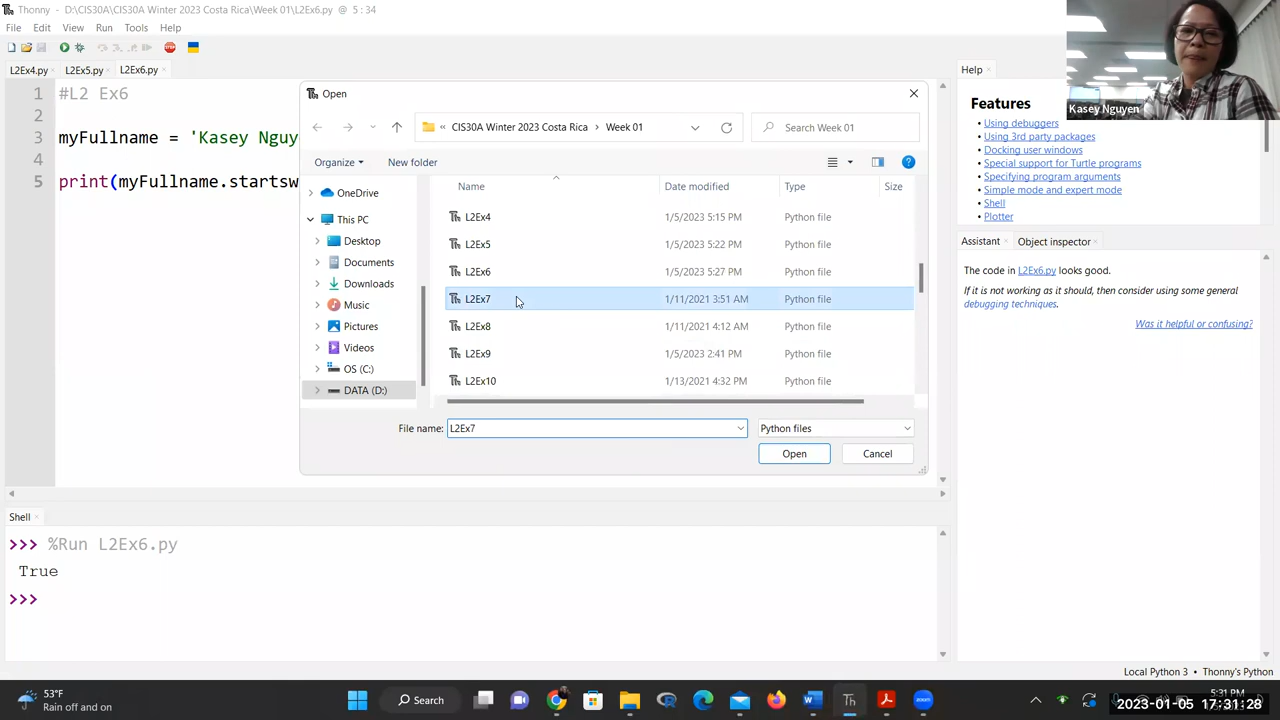 Thonny - D:\CIS30A\CIS30A Winter 2023 Costa Rica\Week 01\L2Ex6.py @ 5 : 34
File Edit View Run Tools Help
L2Ex4.py L2Ex5.py L2Ex6.py
1 #L2 Ex6
2
3 myFullname = 'Kasey Nguy
4
5 print(myFullname.startsw
Open
« CIS30A Winter 2023 Costa Rica > Week 01
Search Week 01
Organize New folder
Name Date modified Type Size
OneDrive
This PC
Desktop
Documents
Downloads
Music
Pictures
Videos
OS (C:)
DATA (D:)
L2Ex4 1/5/2023 5:15 PM Python file
L2Ex5 1/5/2023 5:22 PM Python file
L2Ex6 1/5/2023 5:27 PM Python file
L2Ex7 1/11/2021 3:51 AM Python file
L2Ex8 1/11/2021 4:12 AM Python file
L2Ex9 1/5/2023 2:41 PM Python file
L2Ex10 1/13/2021 4:32 PM Python file
File name: L2Ex7 Python files
Open Cancel
Kasey Nguyen
Help
Features
• Using debuggers
• Using 3rd party packages
• Docking user windows
• Special support for Turtle programs
• Specifying program arguments
• Simple mode and expert mode
• Shell
• Plotter
Assistant Object inspector
The code in L2Ex6.py looks good.
If it is not working as it should, then consider using some general
debugging techniques.
Was it helpful or confusing?
Shell
>>> %Run L2Ex6.py
True
>>>
Local Python 3 • Thonny's Python
53°F
Rain off and on
Search
5:31 PM
2023-01-05 17:31:28